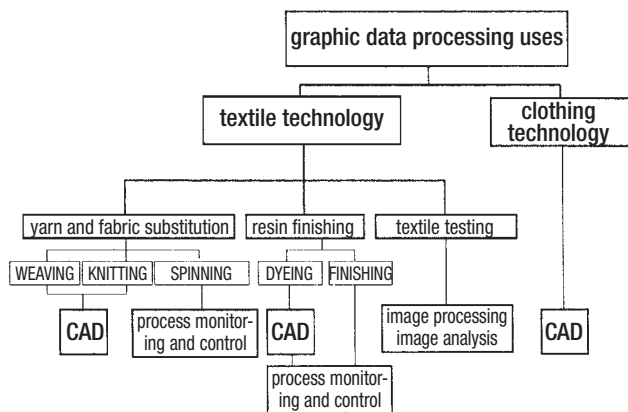 graphic data processing uses
textile technology
clothing
technology
yarn and fabric substitution
resin finishing
textile testing
WEAVING
KNITTING
SPINNING
DYEING
FINISHING
CAD
process monitor-
ing and control
CAD
image processing
image analysis
CAD
process monitor-
ing and control